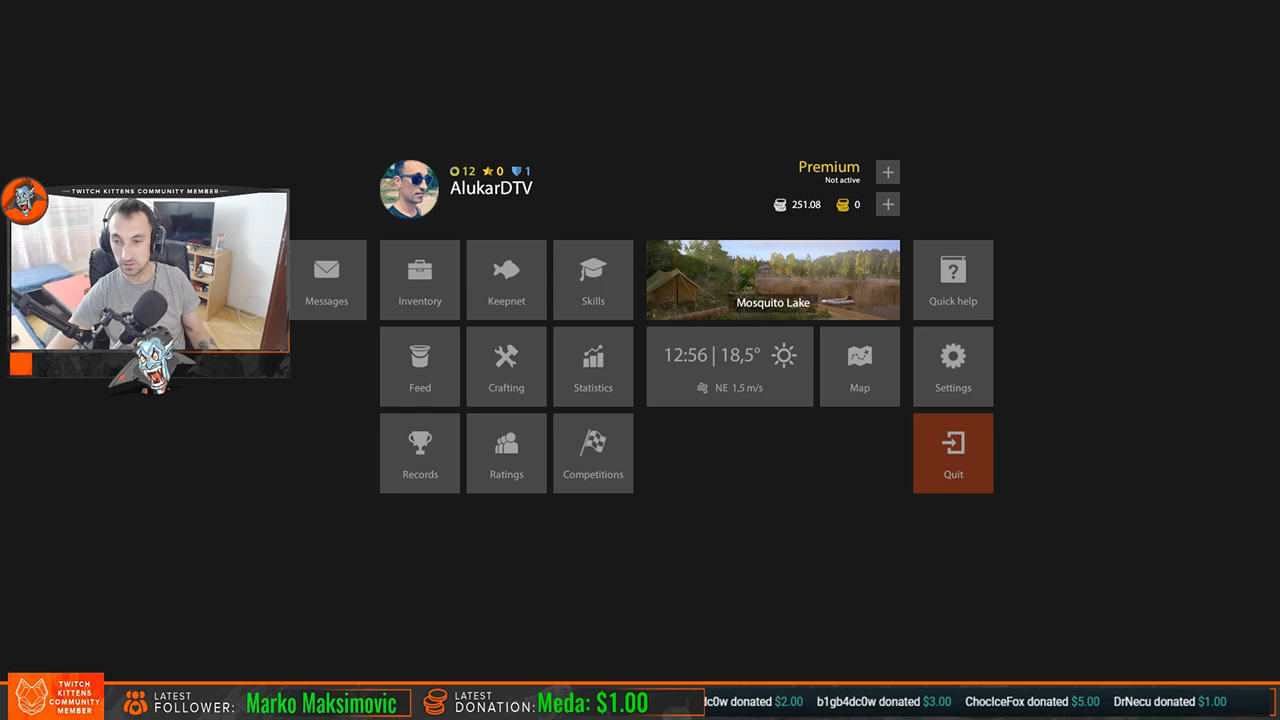 TWITCH KITTENS COMMUNITY MEMBER
12 0 1
AlukarDTV
Premium
Not active
251.08 0
Messages
Inventory
Keepnet
Skills
Mosquito Lake
Quick help
Feed
Crafting
Statistics
12:56 | 18,5°
NE 1,5 m/s
Map
Settings
Records
Ratings
Competitions
Quit
TWITCH
KITTENS
COMMUNITY
MEMBER
LATEST
FOLLOWER:
Marko Maksimovic
LATEST
DONATION:
Meda: $1.00
dc0w donated $2.00 b1gb4dc0w donated $3.00 ChocIceFox donated $5.00 DrNecu donated $1.00